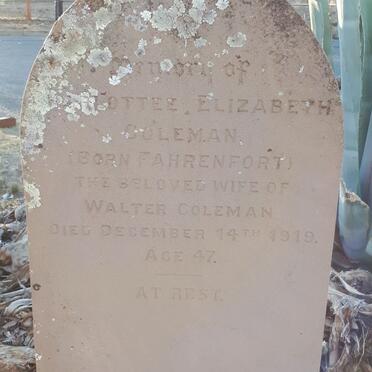 Memory of
ELIZABETH
COLEMAN
(BORN FAHRENFORT)
THE BELOVED WIFE OF
WALTER COLEMAN
DIED DECEMBER 14TH 1919.
AGE 47.
AT REST.